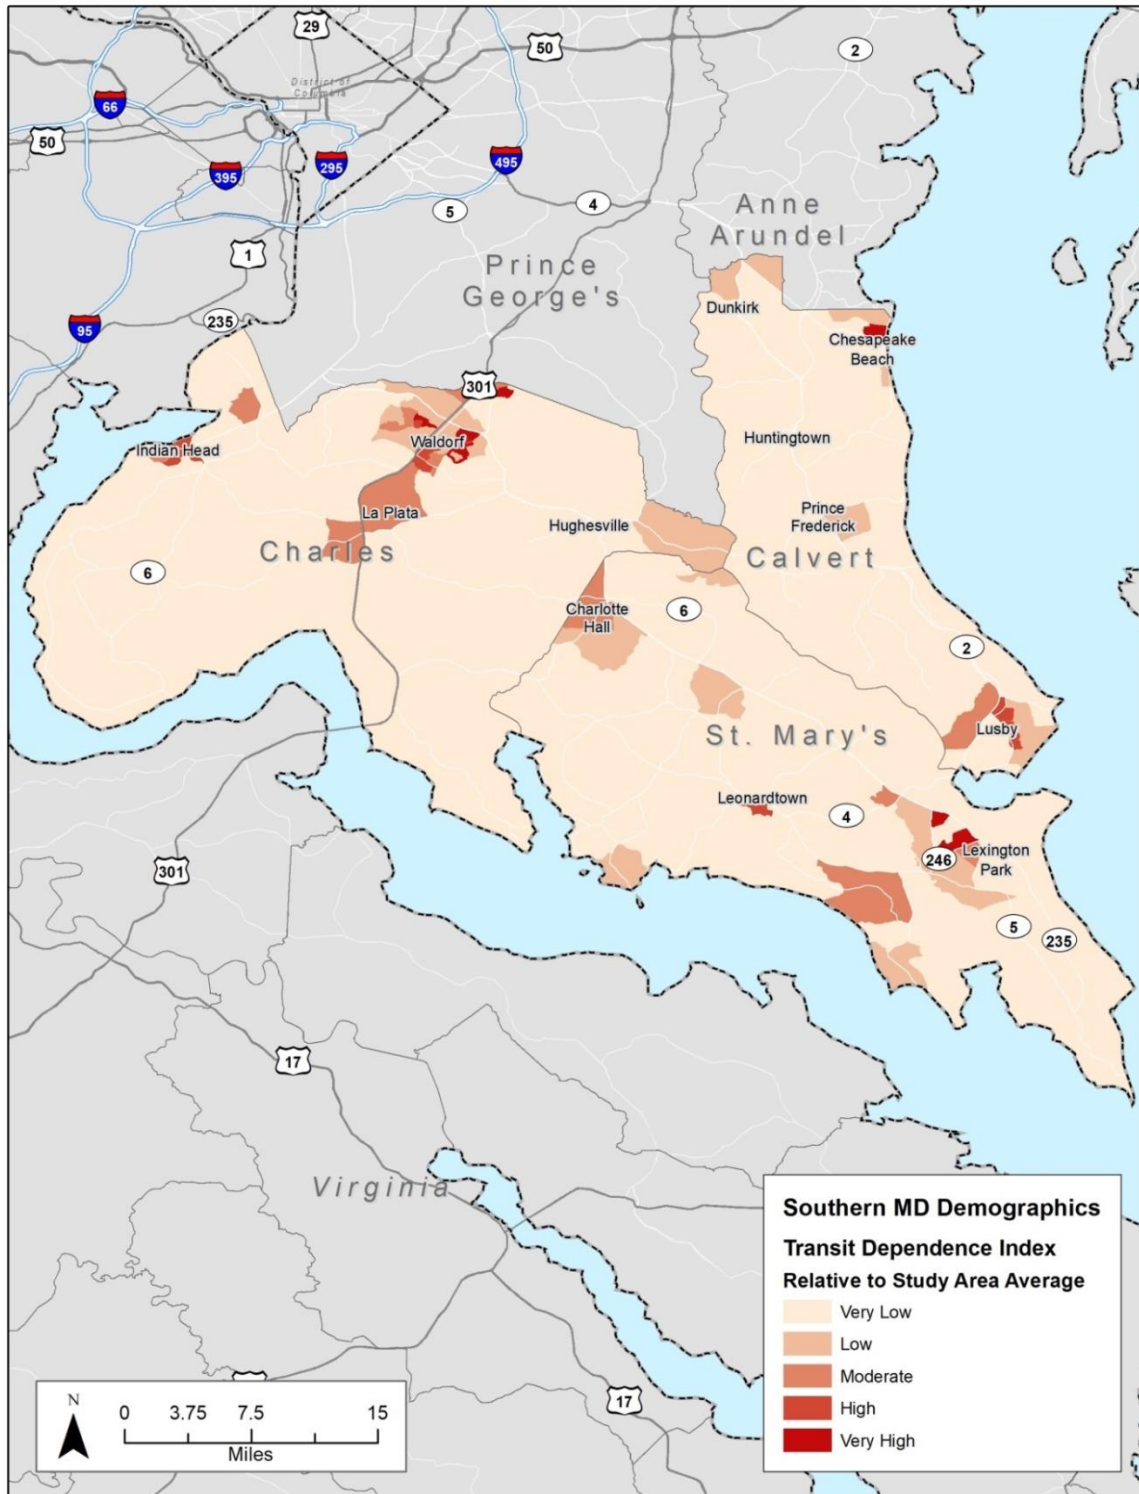 29
50
2
District of
Columbia
66
50
395
295
495
5
4
Anne
Arundel
1
Prince
George's
95
235
Dunkirk
Chesapeake
Beach
301
Indian Head
Waldorf
Huntingtown
La Plata
Prince
Frederick
Hughesville
Charles
Calvert
6
Charlotte
Hall
6
2
St. Mary's
Lusby
Leonardtown
4
246
Lexington
Park
301
5
235
17
Virginia
17
Southern MD Demographics
Transit Dependence Index
Relative to Study Area Average
Very Low
Low
Moderate
High
Very High
N
0 3.75 7.5 15
Miles